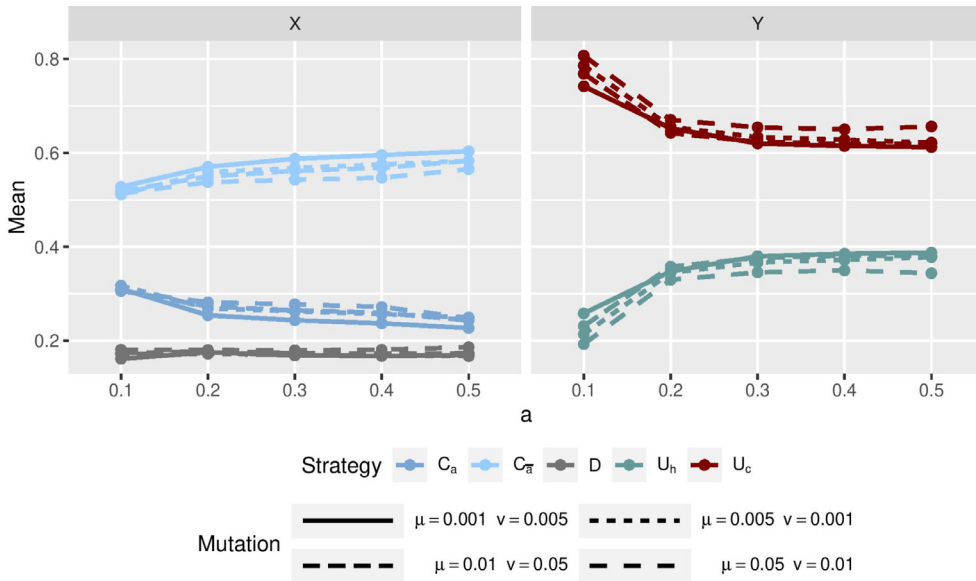 X Y
0.8
0.6
0.4
0.2
Mean
0.1 0.2 0.3 0.4 0.5 0.1 0.2 0.3 0.4 0.5
a
Strategy Cₐ C_a̅ D Uₕ U_c
Mutation
μ = 0.001 v = 0.005 μ = 0.005 v = 0.001
μ = 0.01 v = 0.05 μ = 0.05 v = 0.01